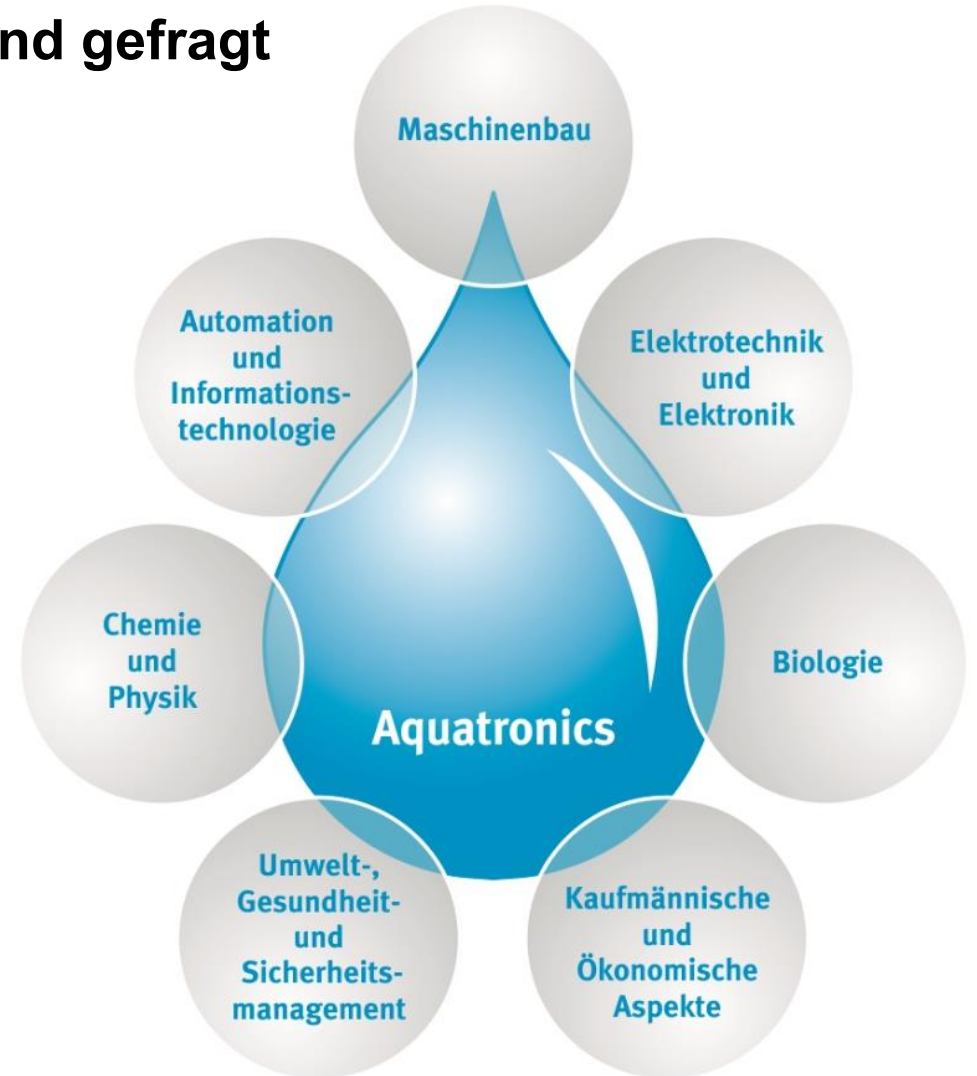 nd gefragt
Maschinenbau
Automation
und
Informations-
technologie
Elektrotechnik
und
Elektronik
Chemie
und
Physik
Biologie
Aquatronics
Umwelt-,
Gesundheit-
und
Sicherheits-
management
Kaufmännische
und
Ökonomische
Aspekte